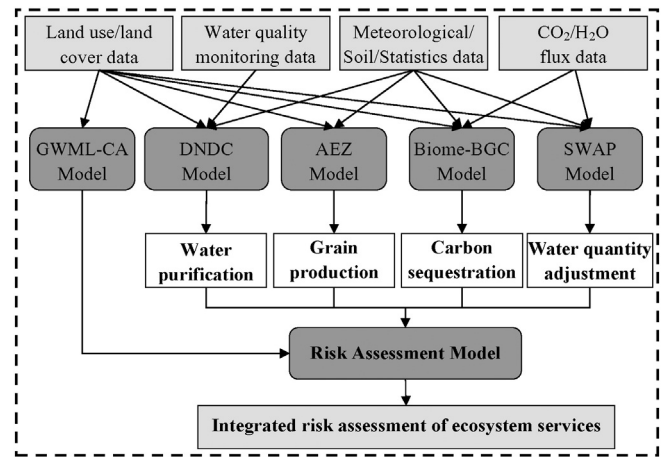 Land use/land
cover data
Water quality
monitoring data
Meteorological/
Soil/Statistics data
CO₂/H₂O
flux data
GWML-CA
Model
DNDC
Model
AEZ
Model
Biome-BGC
Model
SWAP
Model
Water
purification
Grain
production
Carbon
sequestration
Water quantity
adjustment
Risk Assessment Model
Integrated risk assessment of ecosystem services